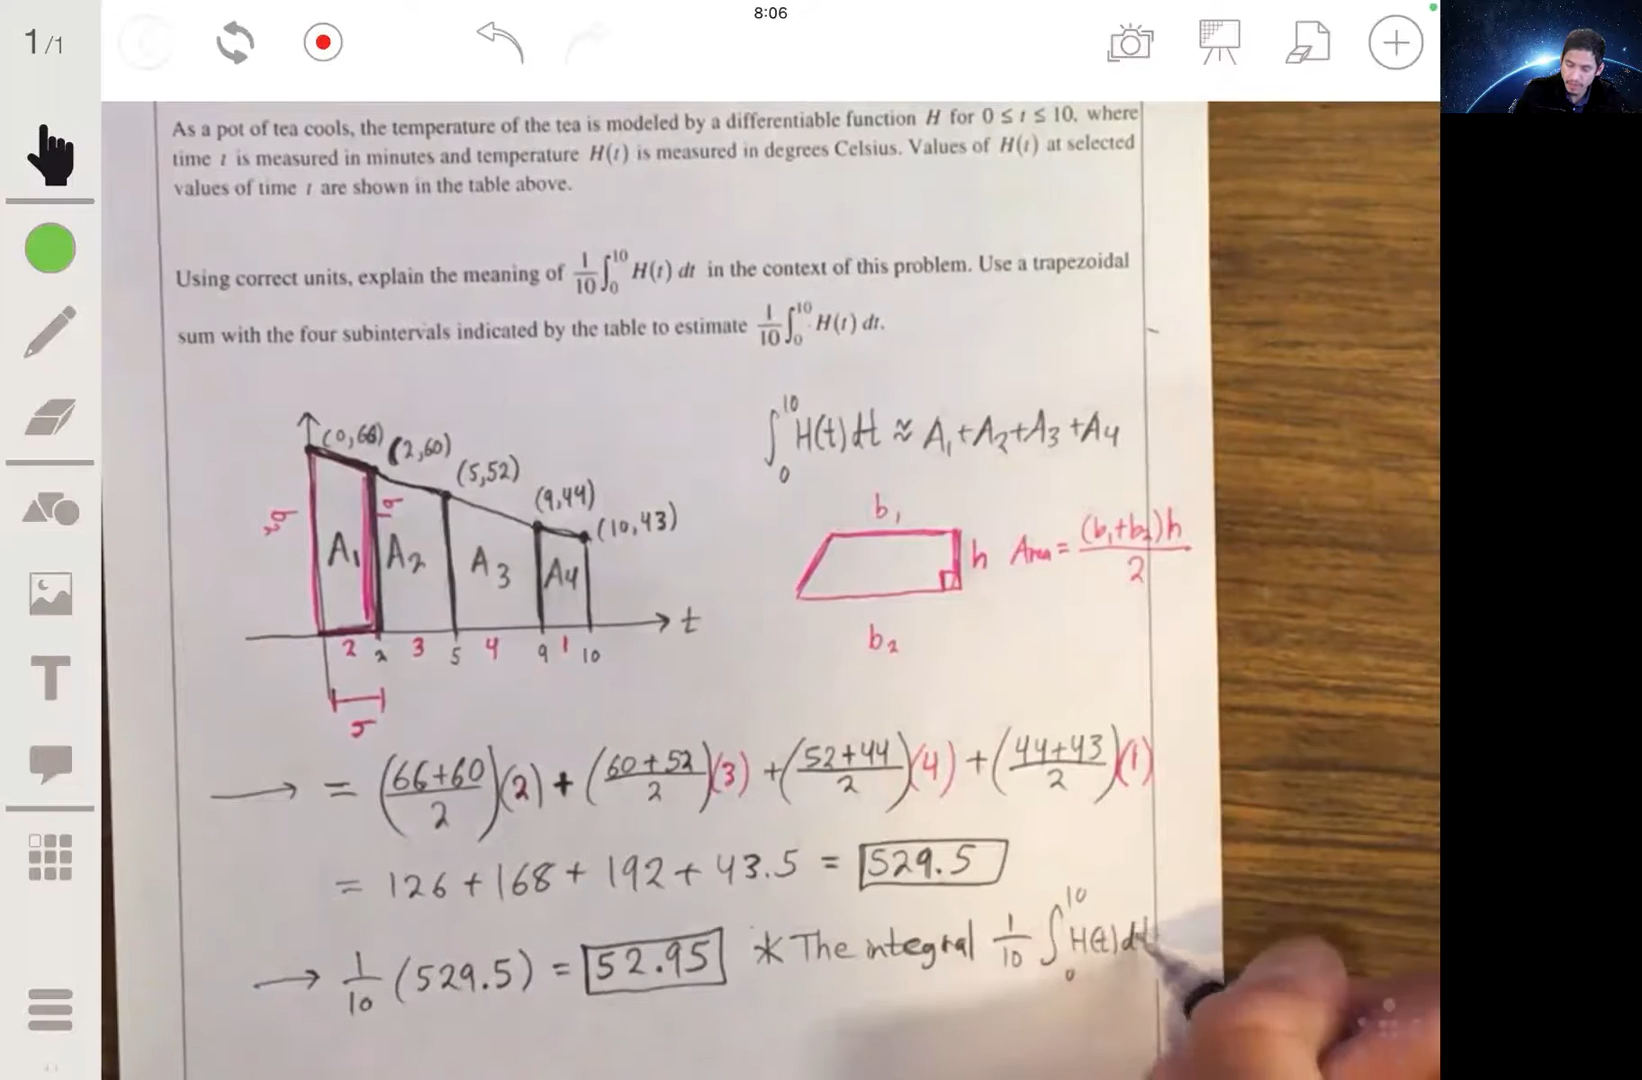 8:06
1/1
As a pot of tea cools, the temperature of the tea is modeled by a differentiable function H for 0 ≤ t ≤ 10, where
time t is measured in minutes and temperature H(t) is measured in degrees Celsius. Values of H(t) at selected
values of time t are shown in the table above.
Using correct units, explain the meaning of 1/10 ∫₀¹⁰ H(t) dt in the context of this problem. Use a trapezoidal
sum with the four subintervals indicated by the table to estimate 1/10 ∫₀¹⁰ H(t) dt.
∫₀¹⁰ H(t) dt ≈ A₁+A₂+A₃+A₄
(0,66) (2,60)
(5,52)
(9,44)
(10,43)
b₂ b₁
A₁ A₂ A₃ A₄
t
2 2 3 5 4 9 1 10
h
b₁
h Area = (b₁+b₂)h / 2
b₂
= (66+60 / 2)(2) + (60+52 / 2)(3) + (52+44 / 2)(4) + (44+43 / 2)(1)
= 126 + 168 + 192 + 43.5 = 529.5
1/10 (529.5) = 52.95 * The integral 1/10 ∫₀¹⁰ H(t) dt
T